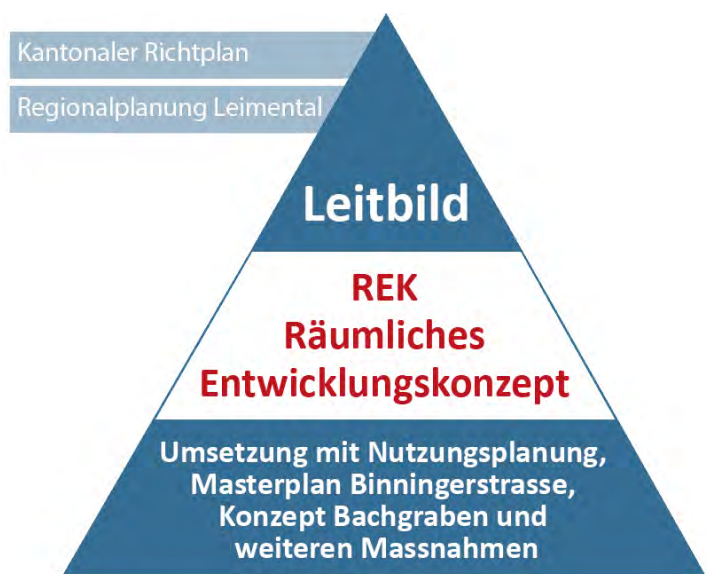 Kantonaler Richtplan
Regionalplanung Leimental
Leitbild
REK
Räumliches
Entwicklungskonzept
Umsetzung mit Nutzungsplanung,
Masterplan Binningerstrasse,
Konzept Bachgraben und
weiteren Massnahmen